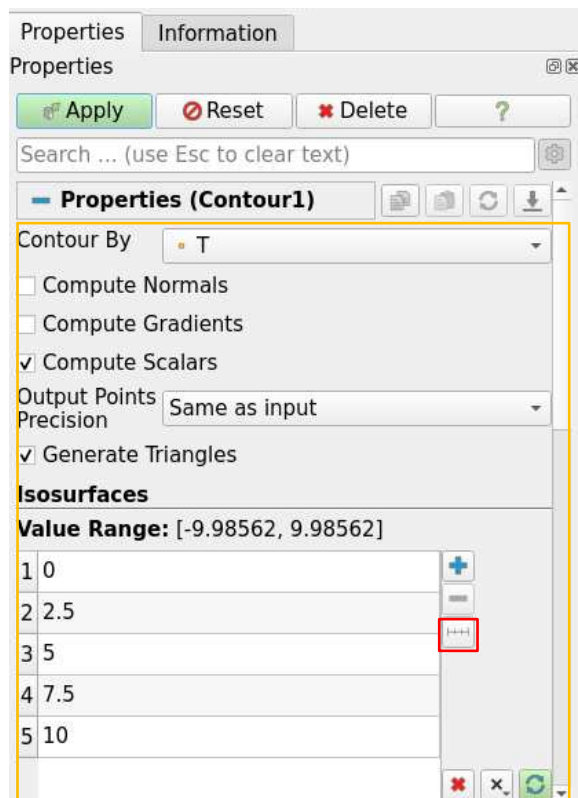 Properties Information
Properties
Apply Reset Delete ?
Search ... (use Esc to clear text)
Properties (Contour1)
Contour By T
Compute Normals
Compute Gradients
Compute Scalars
Output Points Precision Same as input
Generate Triangles
Isosurfaces
Value Range: [-9.98562, 9.98562]
1 0
2 2.5
3 5
4 7.5
5 10